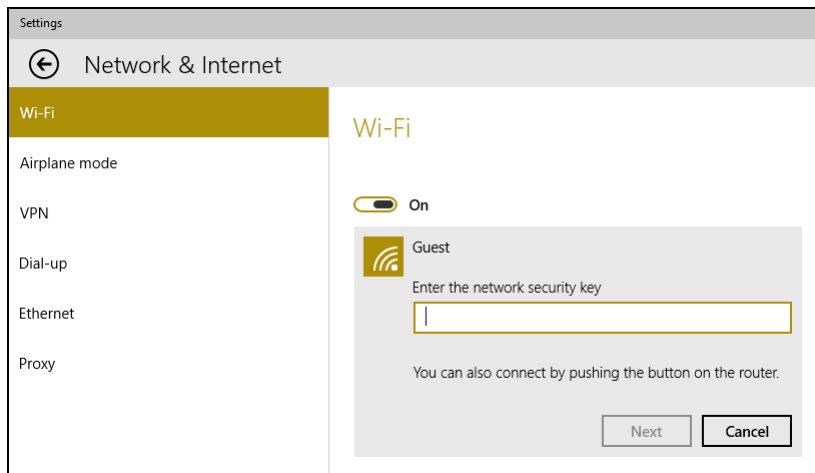 Settings
Network & Internet
Wi-Fi
Airplane mode
VPN
Dial-up
Ethernet
Proxy
Wi-Fi
On
Guest
Enter the network security key
You can also connect by pushing the button on the router.
Next Cancel